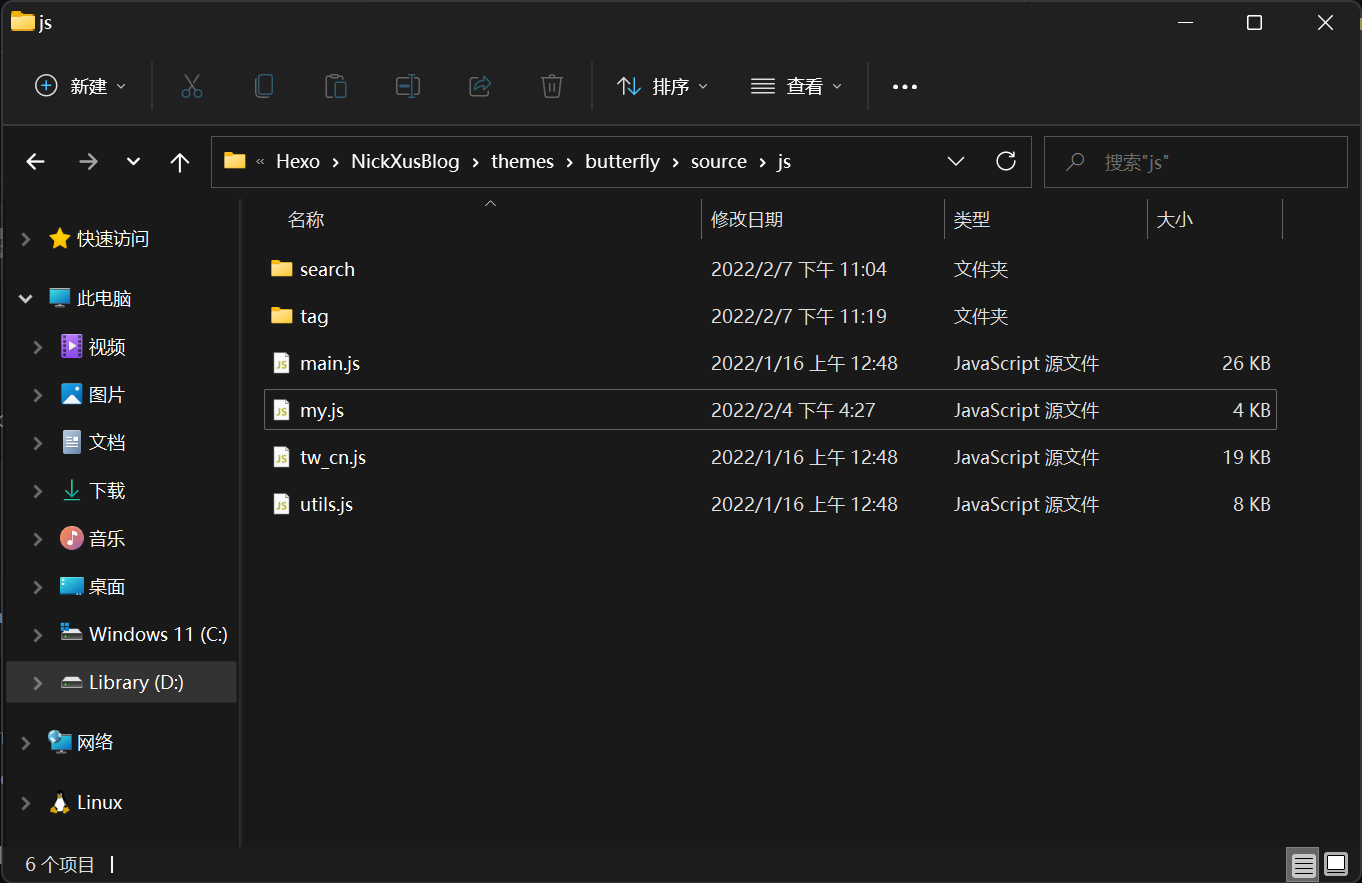 js
新建 排序 查看
« Hexo › NickXusBlog › themes › butterfly › source › js 搜索"js"
名称 修改日期 类型 大小
快速访问
此电脑
视频
图片
文档
下载
音乐
桌面
Windows 11 (C:)
Library (D:)
网络
Linux
search 2022/2/7 下午 11:04 文件夹
tag 2022/2/7 下午 11:19 文件夹
main.js 2022/1/16 上午 12:48 JavaScript 源文件 26 KB
my.js 2022/2/4 下午 4:27 JavaScript 源文件 4 KB
tw_cn.js 2022/1/16 上午 12:48 JavaScript 源文件 19 KB
utils.js 2022/1/16 上午 12:48 JavaScript 源文件 8 KB
6 个项目